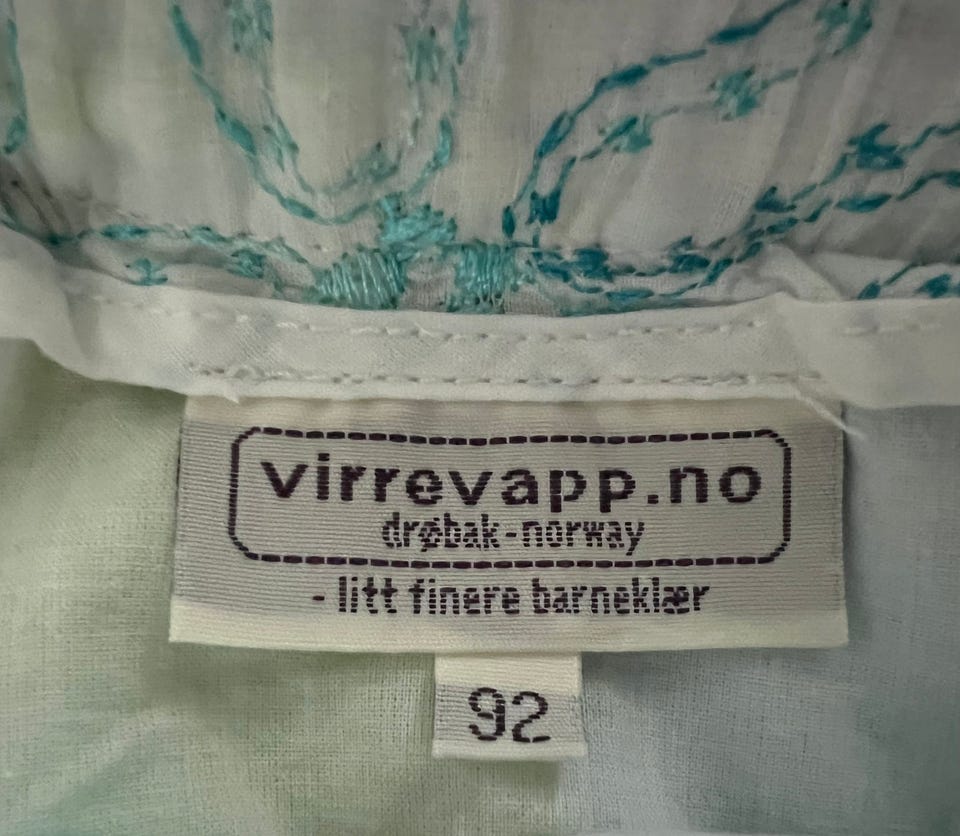 virrevapp.no
drøbak-norway
- litt finere barneklær
92